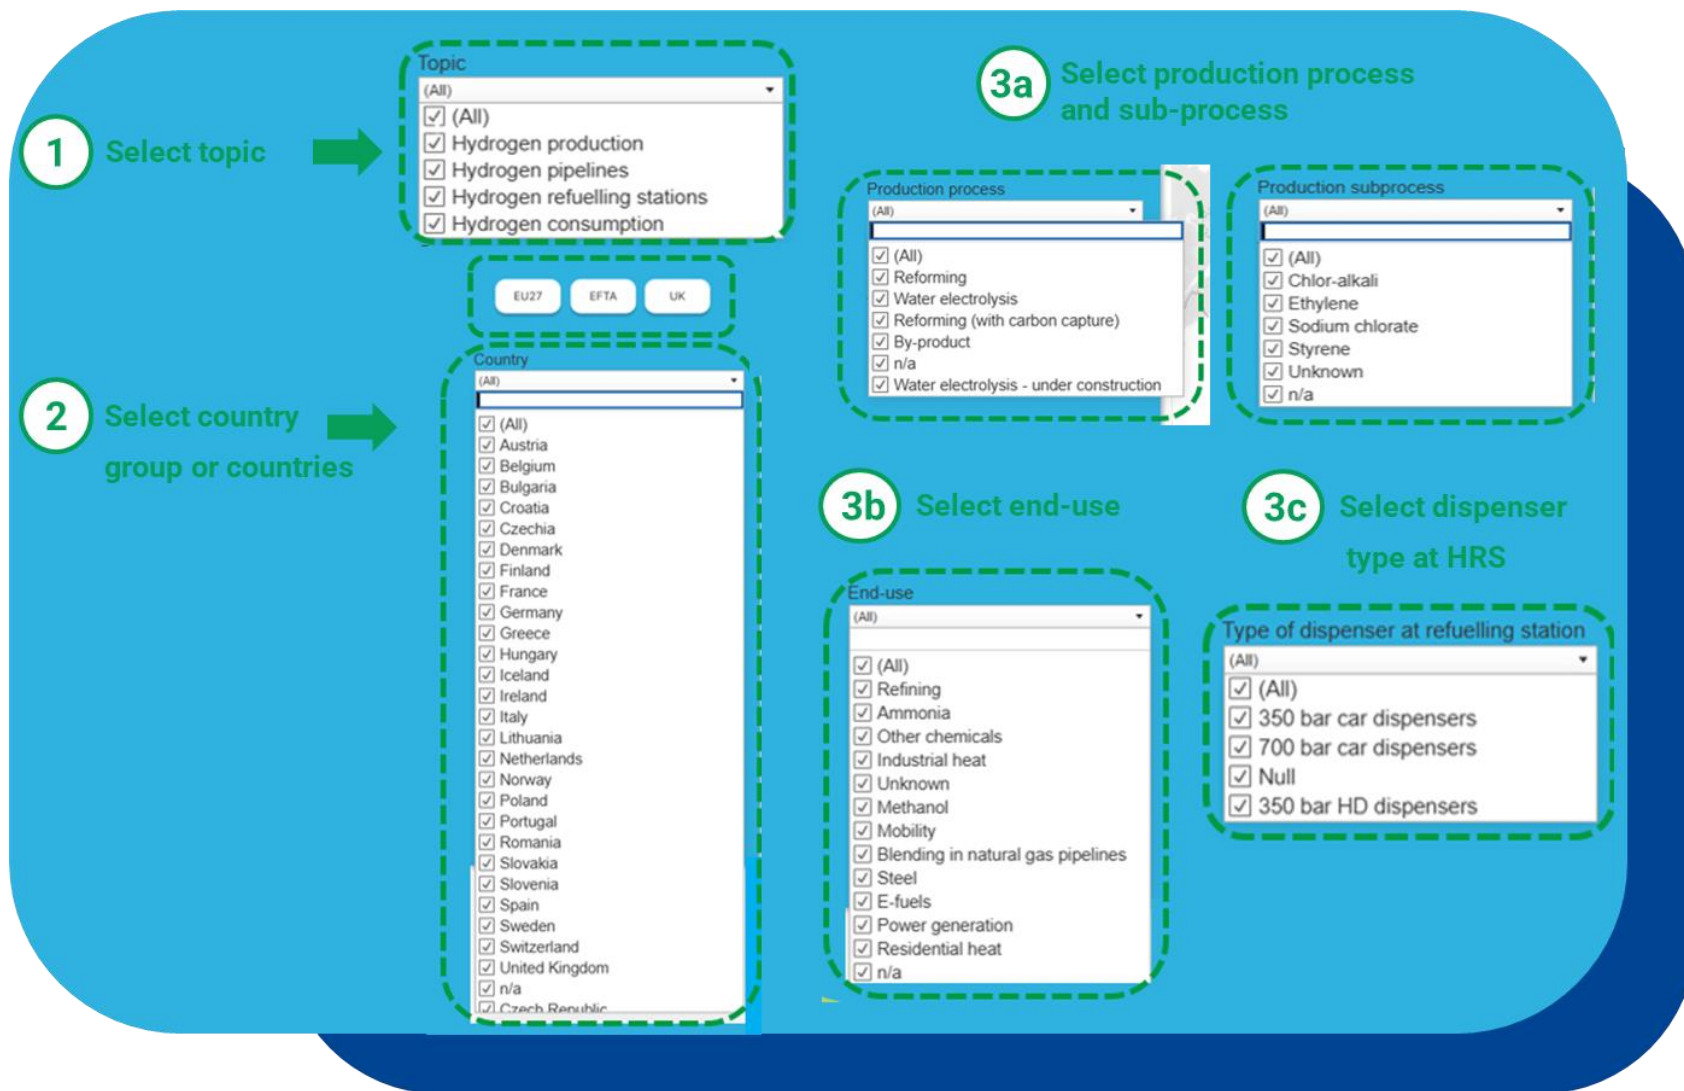 1
Select topic
Topic
(All)
(All)
Hydrogen production
Hydrogen pipelines
Hydrogen refuelling stations
Hydrogen consumption
EU27
EFTA
UK
2
Select country
group or countries
Country
(All)
(All)
Austria
Belgium
Bulgaria
Croatia
Czechia
Denmark
Finland
France
Germany
Greece
Hungary
Iceland
Ireland
Italy
Lithuania
Netherlands
Norway
Poland
Portugal
Romania
Slovakia
Slovenia
Spain
Sweden
Switzerland
United Kingdom
n/a
Czech Republic
3a
Select production process
and sub-process
Production process
(All)
(All)
Reforming
Water electrolysis
Reforming (with carbon capture)
By-product
n/a
Water electrolysis - under construction
Production subprocess
(All)
(All)
Chlor-alkali
Ethylene
Sodium chlorate
Styrene
Unknown
n/a
3b
Select end-use
End-use
(All)
(All)
Refining
Ammonia
Other chemicals
Industrial heat
Unknown
Methanol
Mobility
Blending in natural gas pipelines
Steel
E-fuels
Power generation
Residential heat
n/a
3c
Select dispenser
type at HRS
Type of dispenser at refuelling station
(All)
(All)
350 bar car dispensers
700 bar car dispensers
Null
350 bar HD dispensers